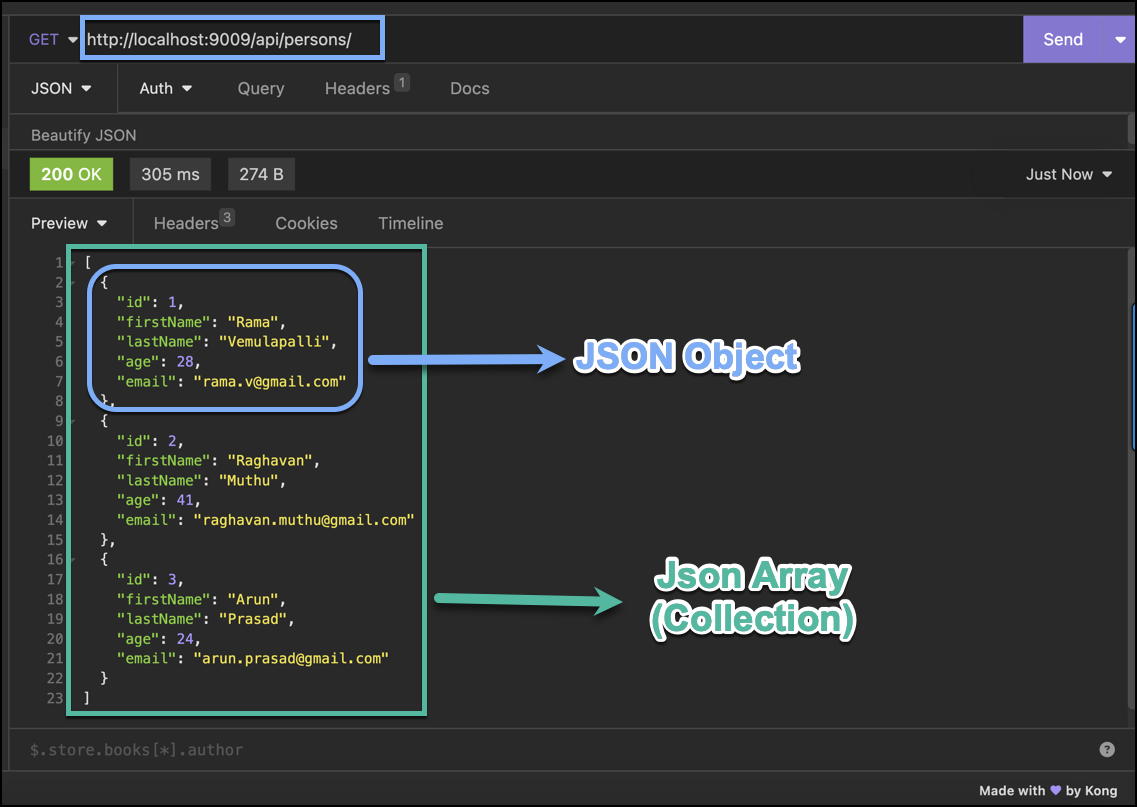 GET http://localhost:9009/api/persons/ Send
JSON Auth Query Headers 1 Docs
Beautify JSON
200 OK 305 ms 274 B Just Now
Preview Headers 3 Cookies Timeline
1 [
2 {
3 "id": 1,
4 "firstName": "Rama",
5 "lastName": "Vemulapalli",
6 "age": 28,
7 "email": "rama.v@gmail.com"
8 },
JSON Object
9 {
10 "id": 2,
11 "firstName": "Raghavan",
12 "lastName": "Muthu",
13 "age": 41,
14 "email": "raghavan.muthu@gmail.com"
15 },
16 {
17 "id": 3,
18 "firstName": "Arun",
19 "lastName": "Prasad",
20 "age": 24,
21 "email": "arun.prasad@gmail.com"
22 }
23 ]
Json Array
(Collection)
$.store.books[*].author ?
Made with ♥ by Kong